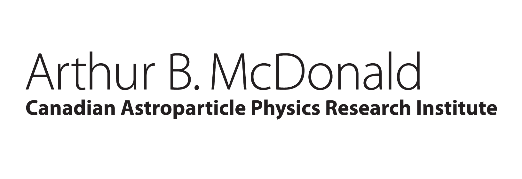 Arthur B. McDonald
Canadian Astroparticle Physics Research Institute